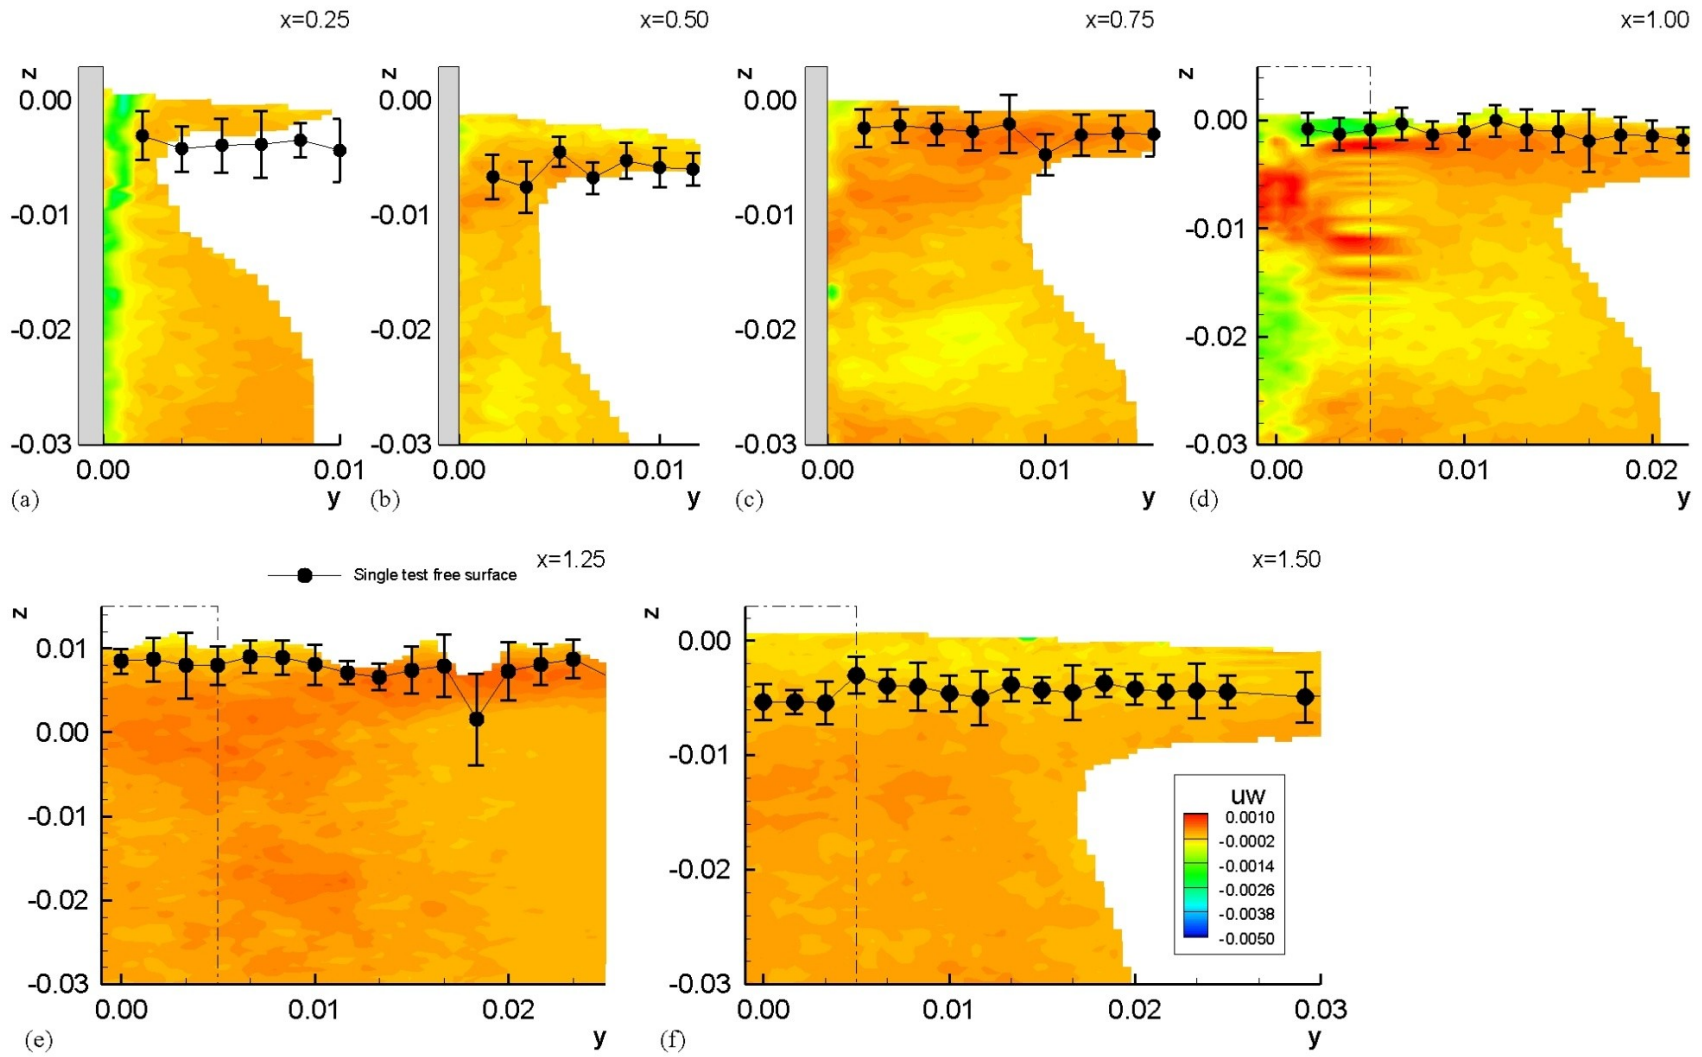 x=0.25
x=0.50
x=0.75
x=1.00
z
0.00
-0.01
-0.02
-0.03
0.00
0.01
y
(a)
z
0.00
-0.01
-0.02
-0.03
0.00
0.01
y
(b)
z
0.00
-0.01
-0.02
-0.03
0.00
0.01
y
(c)
z
0.00
-0.01
-0.02
-0.03
0.00
0.01
0.02
y
(d)
x=1.25
Single test free surface
z
0.01
0.00
-0.01
-0.02
-0.03
0.00
0.01
0.02
y
(e)
x=1.50
z
0.00
-0.01
-0.02
-0.03
0.00
0.01
0.02
0.03
y
(f)
uw
0.0010
-0.0002
-0.0014
-0.0026
-0.0038
-0.0050